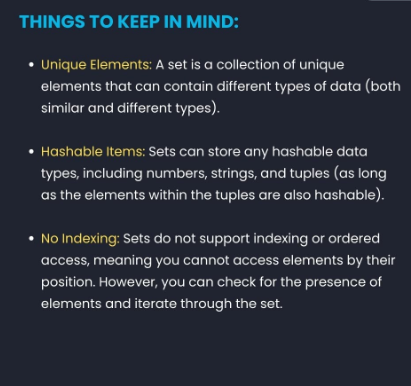 THINGS TO KEEP IN MIND:
• Unique Elements: A set is a collection of unique
elements that can contain different types of data (both
similar and different types).
• Hashable Items: Sets can store any hashable data
types, including numbers, strings, and tuples (as long
as the elements within the tuples are also hashable).
• No Indexing: Sets do not support indexing or ordered
access, meaning you cannot access elements by their
position. However, you can check for the presence of
elements and iterate through the set.